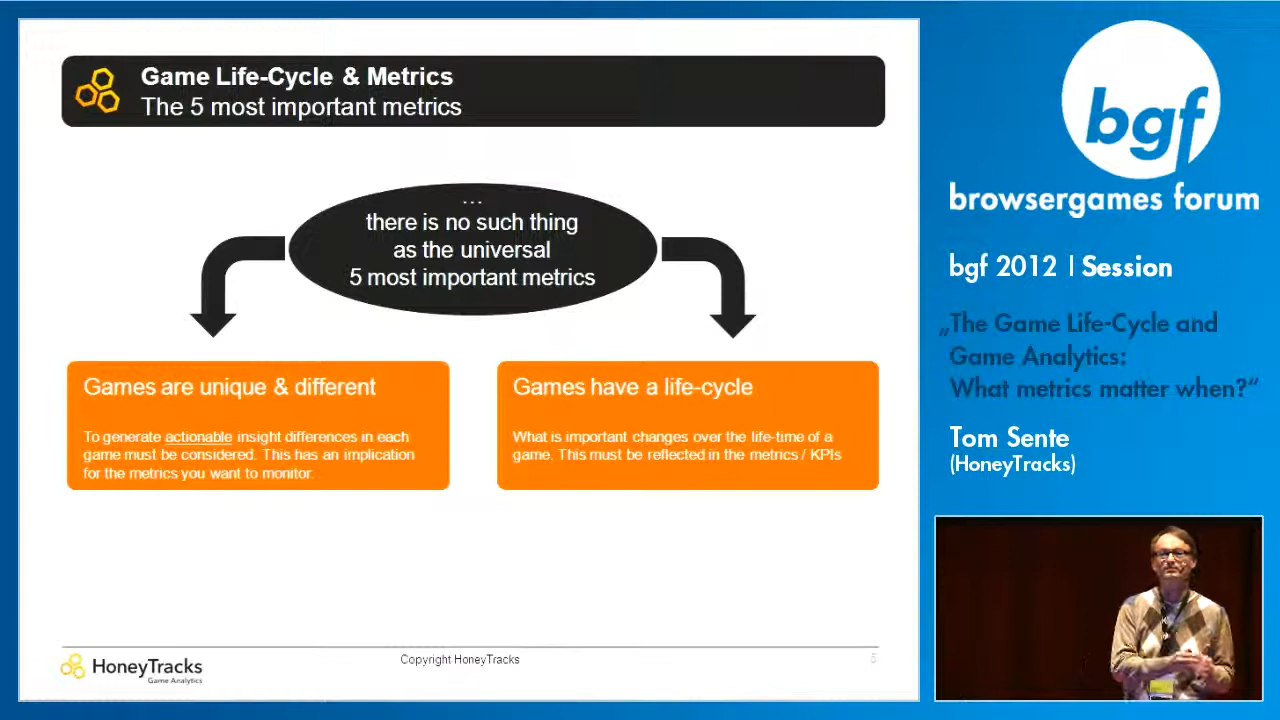 Game Life-Cycle & Metrics
The 5 most important metrics
...
there is no such thing
as the universal
5 most important metrics
Games are unique & different
To generate actionable insight differences in each
game must be considered. This has an implication
for the metrics you want to monitor.
Games have a life-cycle
What is important changes over the life-time of a
game. This must be reflected in the metrics / KPIs
HoneyTracks
Game Analytics
Copyright HoneyTracks
5
bgf
browsergames forum
bgf 2012 | Session
„The Game Life-Cycle and
Game Analytics:
What metrics matter when?“
Tom Sente
(HoneyTracks)